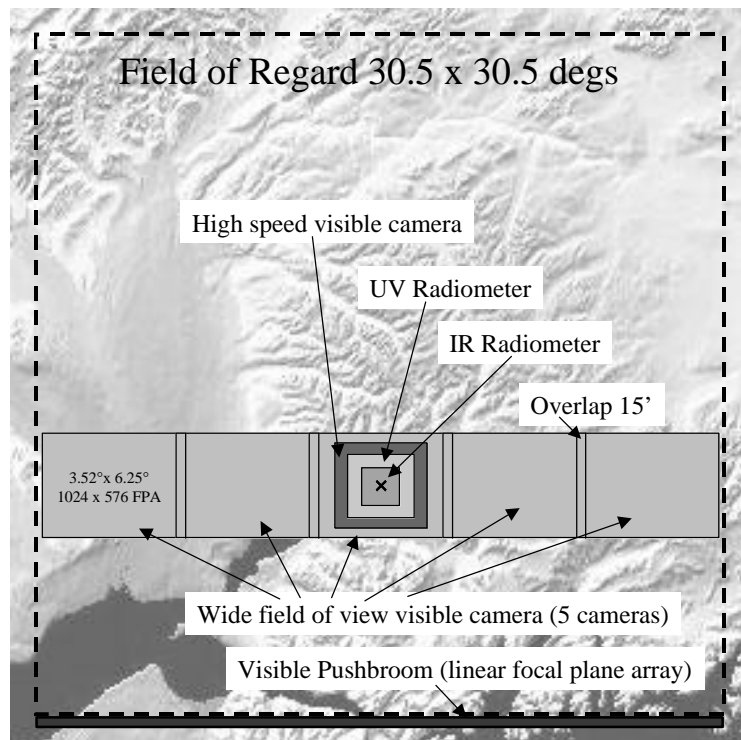 Field of Regard 30.5 x 30.5 degs
High speed visible camera
UV Radiometer
IR Radiometer
Overlap 15’
3.52°x 6.25°
1024 x 576 FPA
Wide field of view visible camera (5 cameras)
Visible Pushbroom (linear focal plane array)